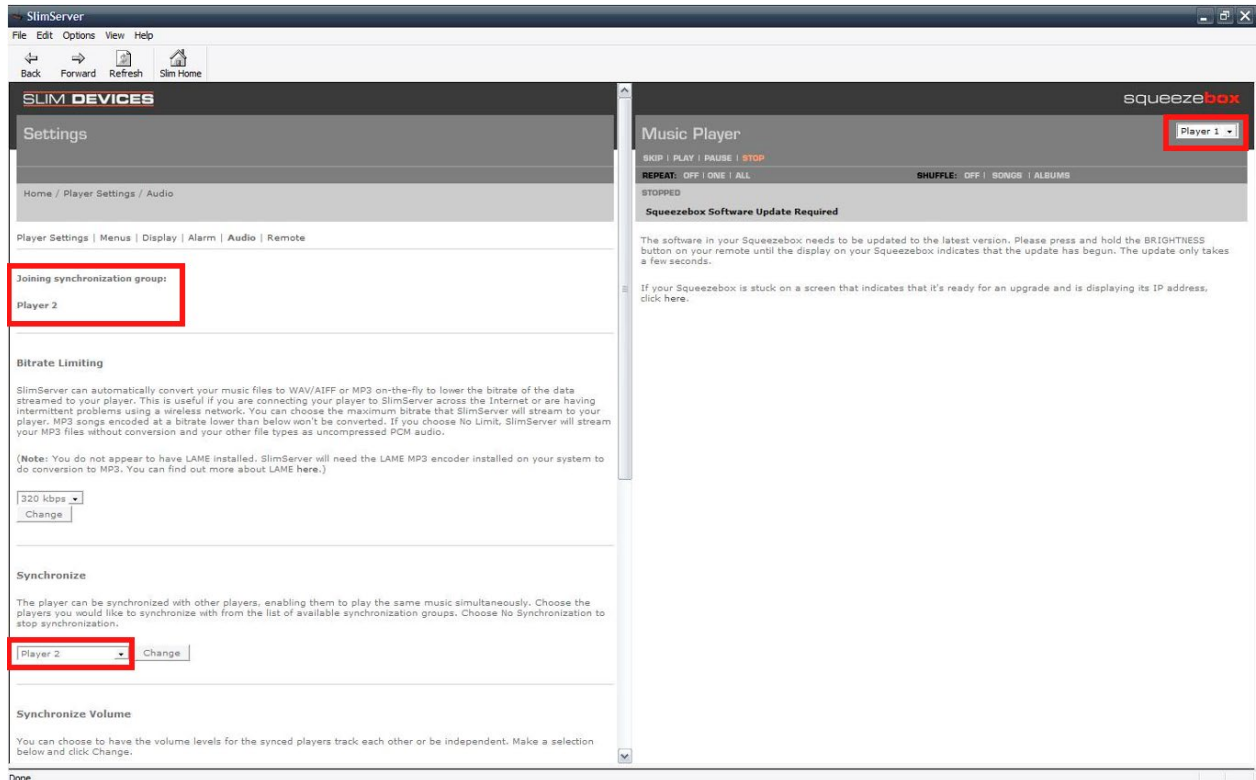 SlimServer
File Edit Options View Help
Back Forward Refresh Slim Home
SLIM DEVICES
Settings
Home / Player Settings / Audio
Player Settings | Menus | Display | Alarm | Audio | Remote
Joining synchronization group:
Player 2
Bitrate Limiting
SlimServer can automatically convert your music files to WAV/AIFF or MP3 on-the-fly to lower the bitrate of the data
streamed to your player. This is useful if you are connecting your player to SlimServer across the Internet or are having
intermittent problems using a wireless network. You can choose the maximum bitrate that SlimServer will stream to your
player. MP3 songs encoded at a bitrate lower than below won't be converted. If you choose No Limit, SlimServer will stream
your MP3 files without conversion and your other file types as uncompressed PCM audio.
(Note: You do not appear to have LAME installed. SlimServer will need the LAME MP3 encoder installed on your system to
do conversion to MP3. You can find out more about LAME here.)
320 kbps
Change
Synchronize
The player can be synchronized with other players, enabling them to play the same music simultaneously. Choose the
players you would like to synchronize with from the list of available synchronization groups. Choose No Synchronization to
stop synchronization.
Player 2 Change
Synchronize Volume
You can choose to have the volume levels for the synced players track each other or be independent. Make a selection
below and click Change.
squeezebox
Music Player Player 1
SKIP | PLAY | PAUSE | STOP
REPEAT: OFF | ONE | ALL SHUFFLE: OFF | SONGS | ALBUMS
STOPPED
Squeezebox Software Update Required
The software in your Squeezebox needs to be updated to the latest version. Please press and hold the BRIGHTNESS
button on your remote until the display on your Squeezebox indicates that the update has begun. The update only takes
a few seconds.
If your Squeezebox is stuck on a screen that indicates that it's ready for an upgrade and is displaying its IP address,
click here.
Done